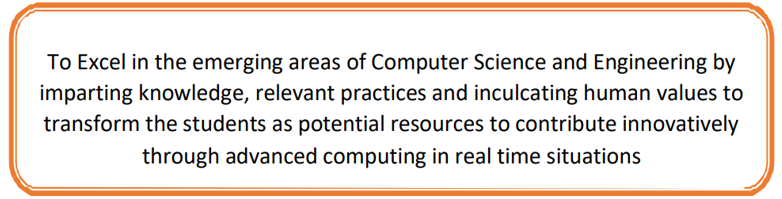 To Excel in the emerging areas of Computer Science and Engineering by
imparting knowledge, relevant practices and inculcating human values to
transform the students as potential resources to contribute innovatively
through advanced computing in real time situations